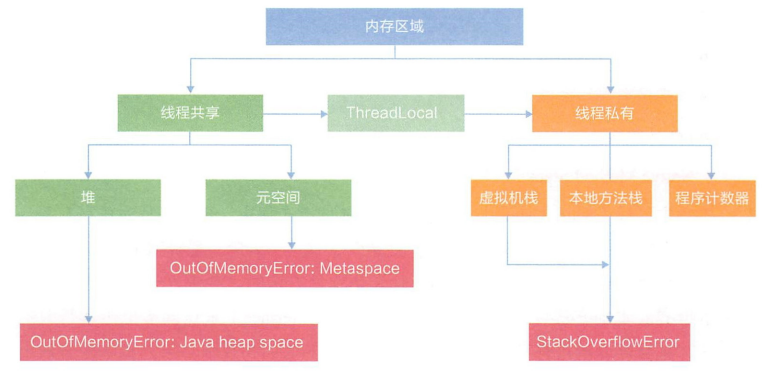 内存区域
线程共享
ThreadLocal
线程私有
堆
元空间
虚拟机栈
本地方法栈
程序计数器
OutOfMemoryError: Metaspace
OutOfMemoryError: Java heap space
StackOverflowError